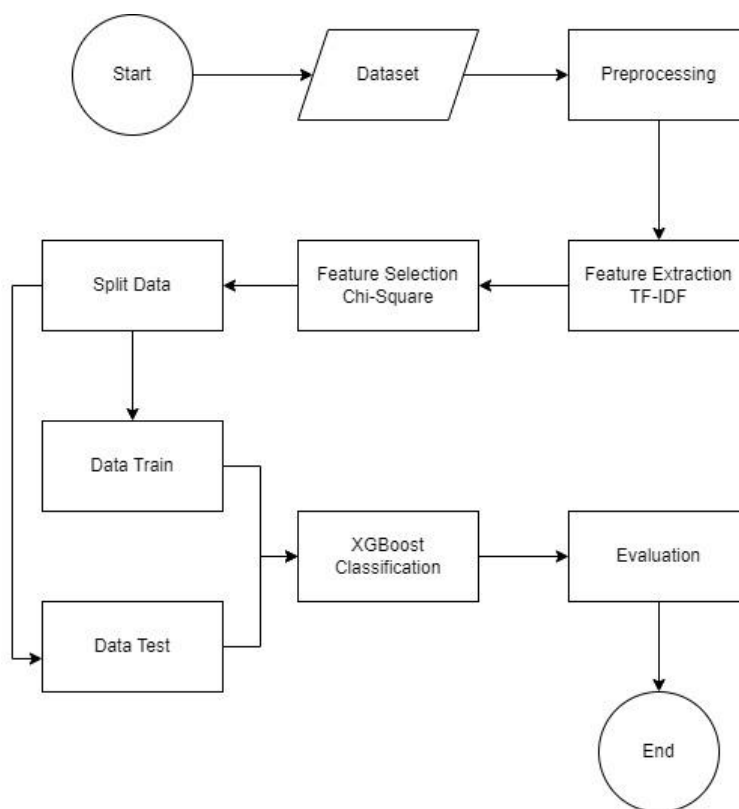 Start
Dataset
Preprocessing
Feature Extraction
TF-IDF
Feature Selection
Chi-Square
Split Data
Data Train
Data Test
XGBoost
Classification
Evaluation
End